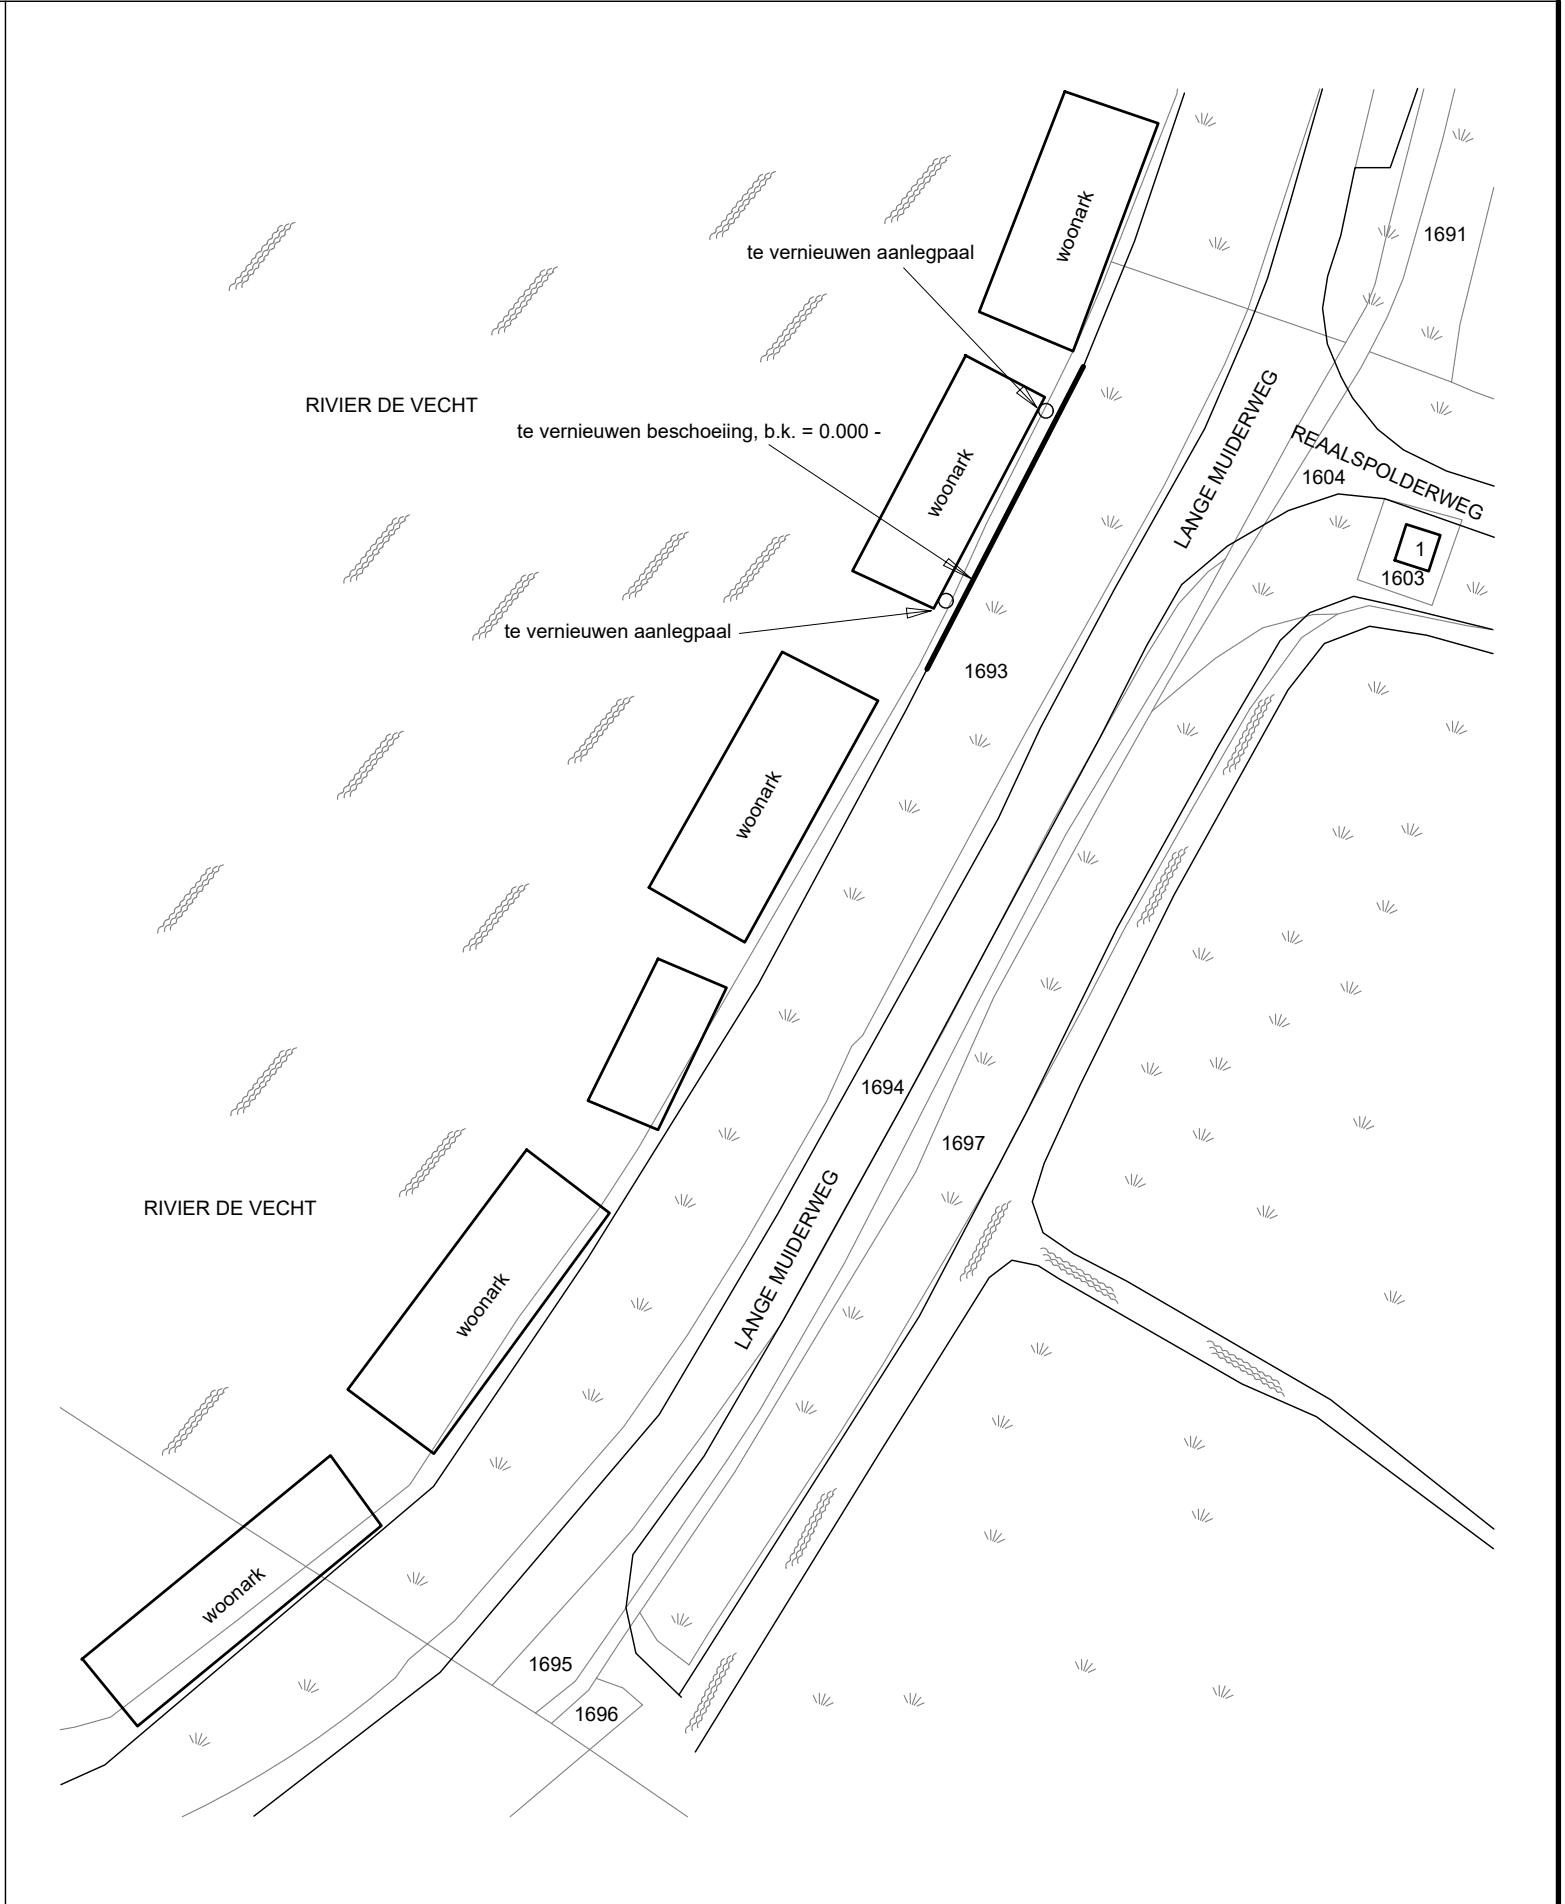 woonark
1691
te vernieuwen aanlegpaal
RIVIER DE VECHT
te vernieuwen beschoeiing, b.k. = 0.000 -
woonark
LANGE MUIDERWEG
REAALSPOLDERWEG
1604
1
1603
te vernieuwen aanlegpaal
1693
woonark
1694
1697
RIVIER DE VECHT
LANGE MUIDERWEG
woonark
woonark
1695
1696